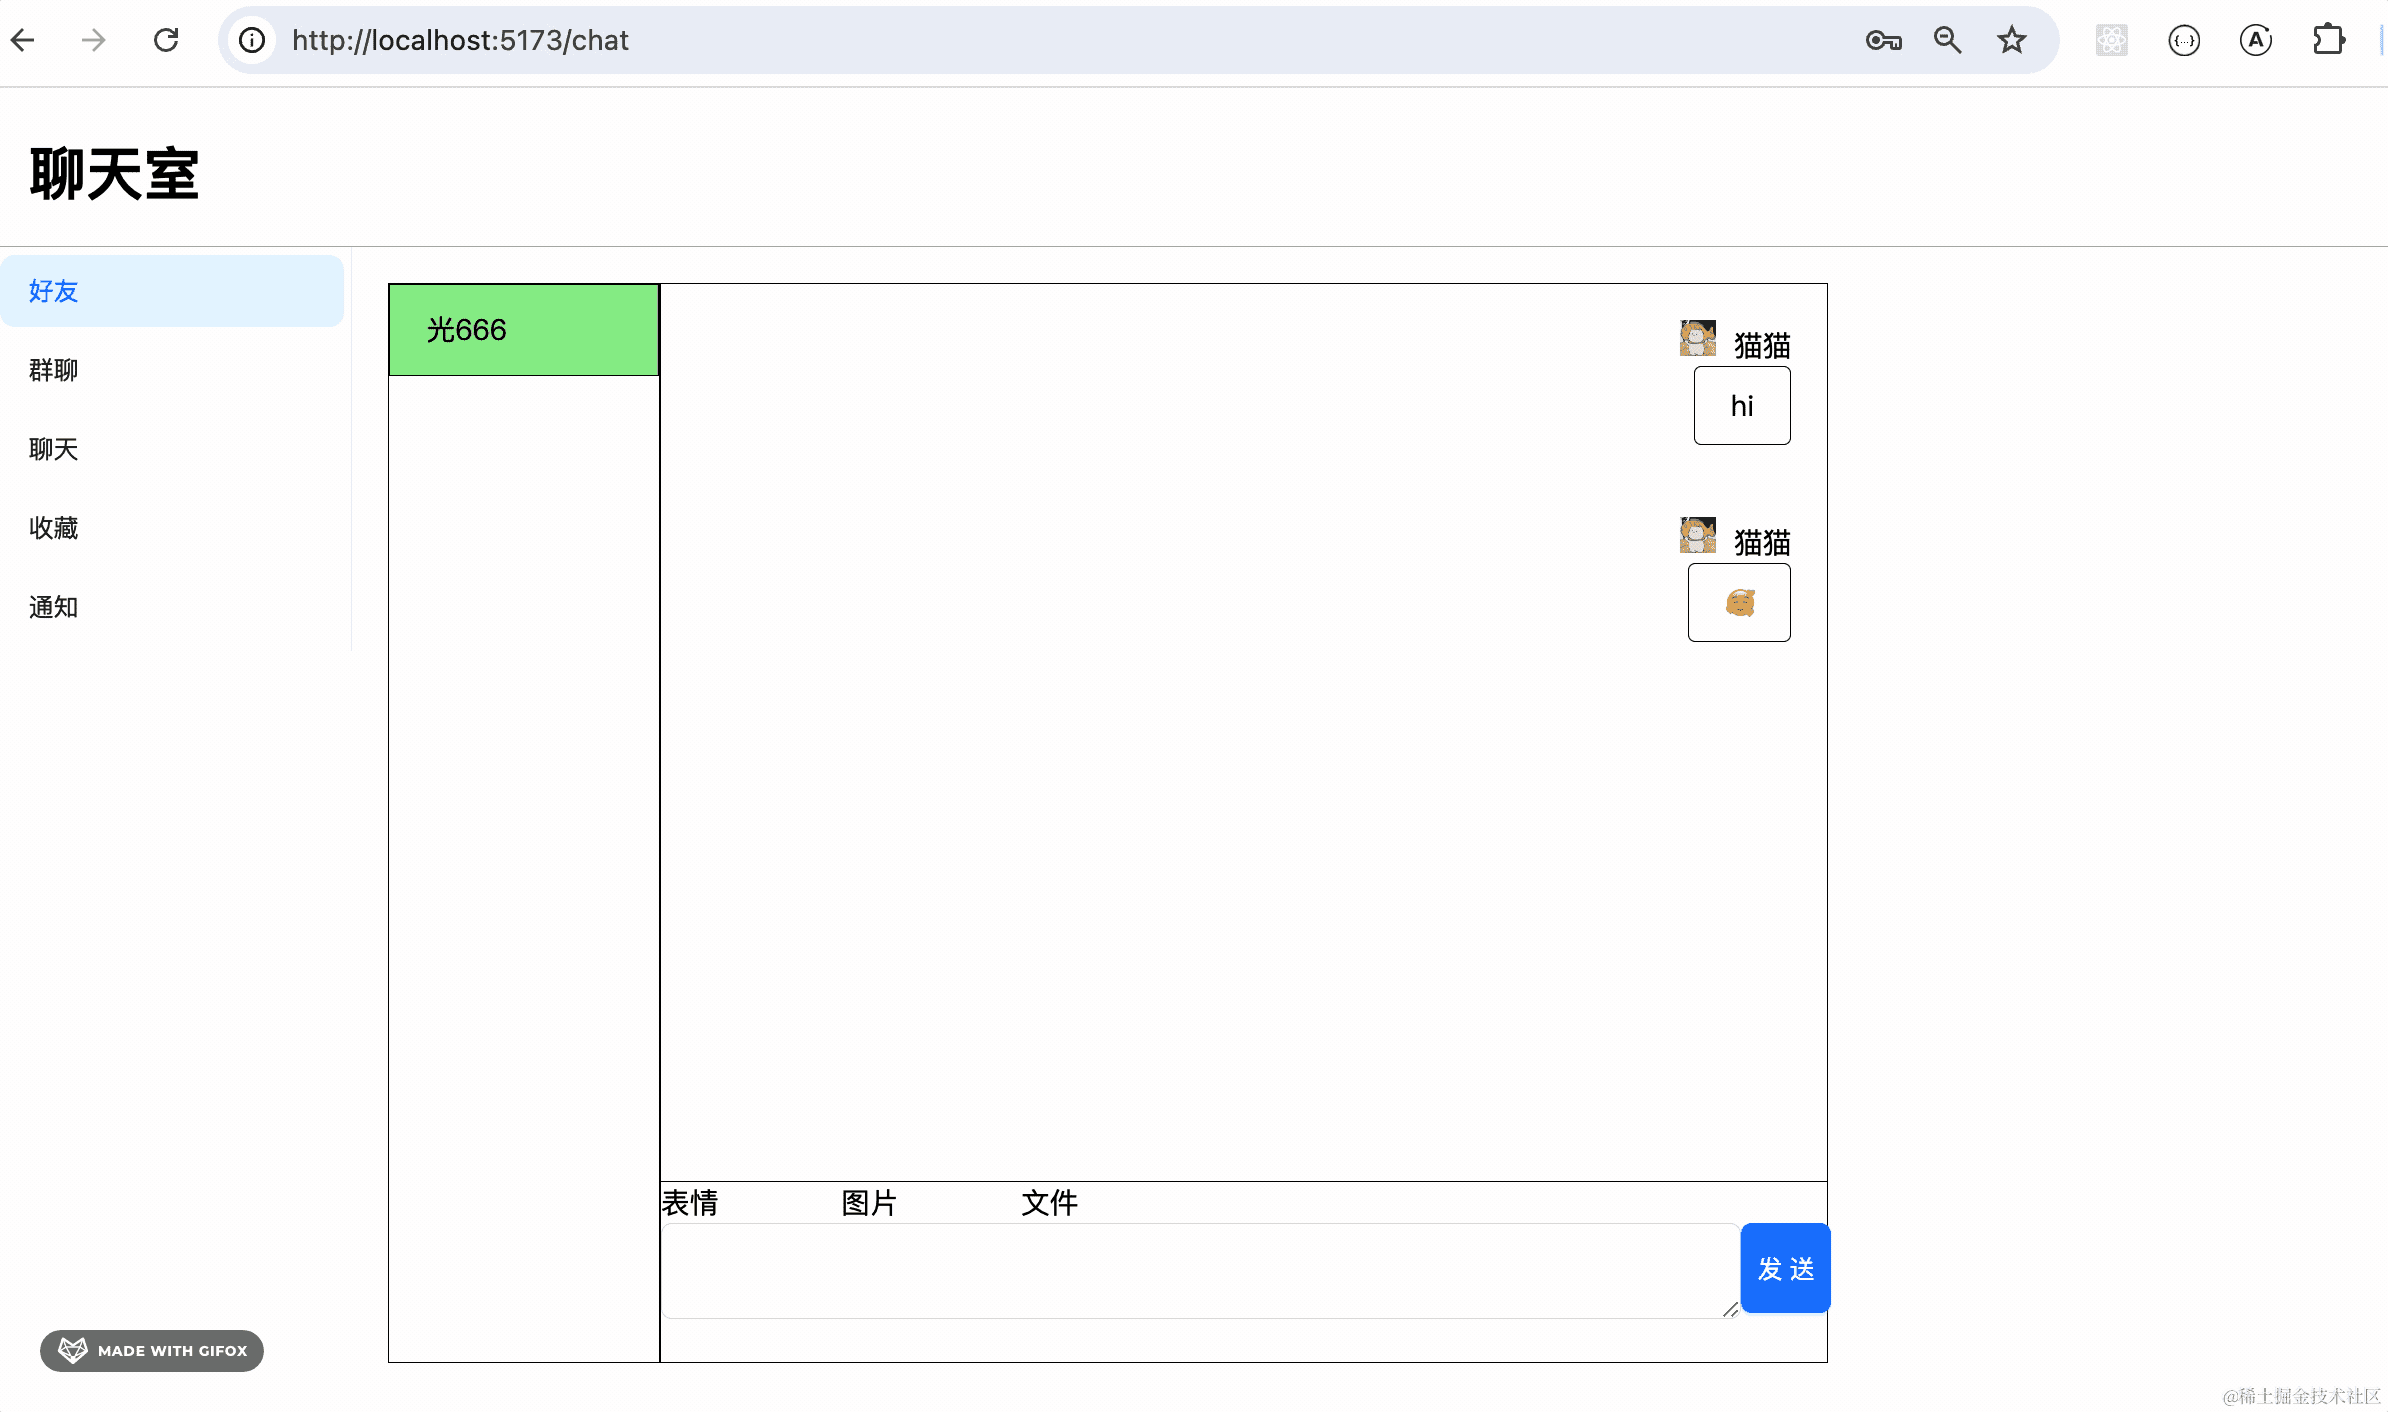 http://localhost:5173/chat
聊天室
好友
群聊
聊天
收藏
通知
光666
猫猫
hi
猫猫
表情 图片 文件
发 送
MADE WITH GIFOX
@稀土掘金技术社区